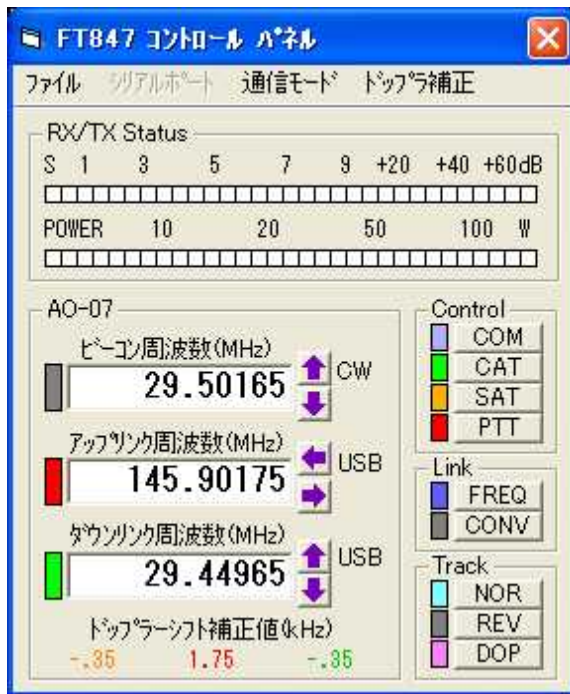 FT847 ｺﾝﾄﾛｰﾙ ﾊﾟﾈﾙ
ﾌｧｲﾙ ｼﾘｱﾙﾎﾟｰﾄ 通信ﾓｰﾄﾞ ﾄﾞｯﾌﾟﾗ補正
RX/TX Status
S 1 3 5 7 9 +20 +40 +60dB
POWER 10 20 50 100 W
AO-07
ﾋﾞｰｺﾝ周波数(MHz)
29.50165 CW
ｱｯﾌﾟﾘﾝｸ周波数(MHz)
145.90175 USB
ﾀﾞｳﾝﾘﾝｸ周波数(MHz)
29.44965 USB
ﾄﾞｯﾌﾟﾗｰｼﾌﾄ補正値(kHz)
-.35 1.75 -.35
Control
COM
CAT
SAT
PTT
Link
FREQ
CONV
Track
NOR
REV
DOP